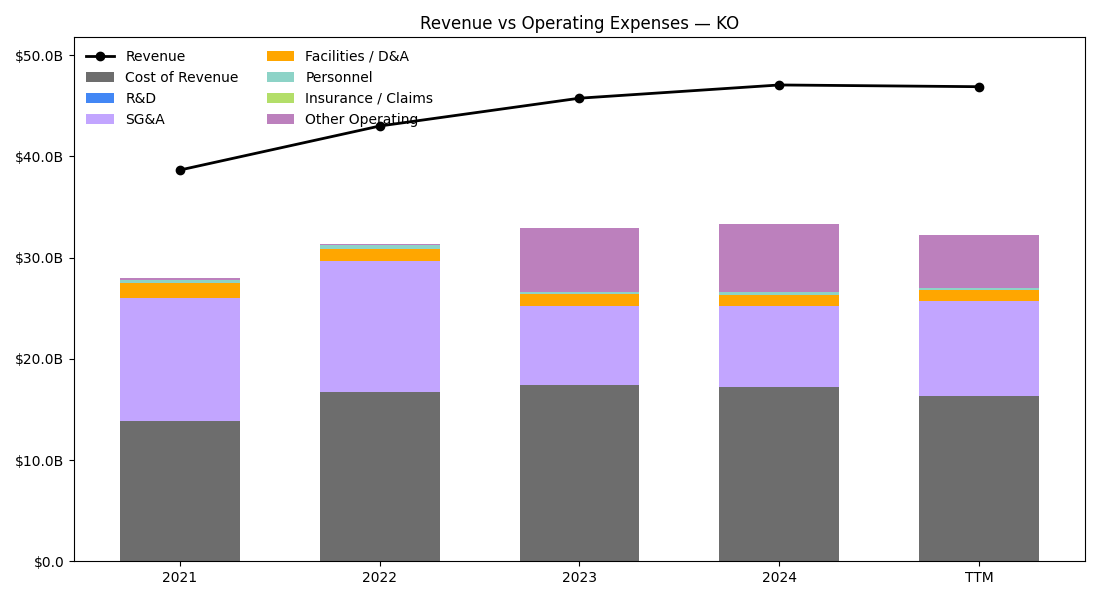 Revenue vs Operating Expenses — KO
$50.0B
$40.0B
$30.0B
$20.0B
$10.0B
$0.0
Revenue
Cost of Revenue
R&D
SG&A
Facilities / D&A
Personnel
Insurance / Claims
Other Operating
2021
2022
2023
2024
TTM